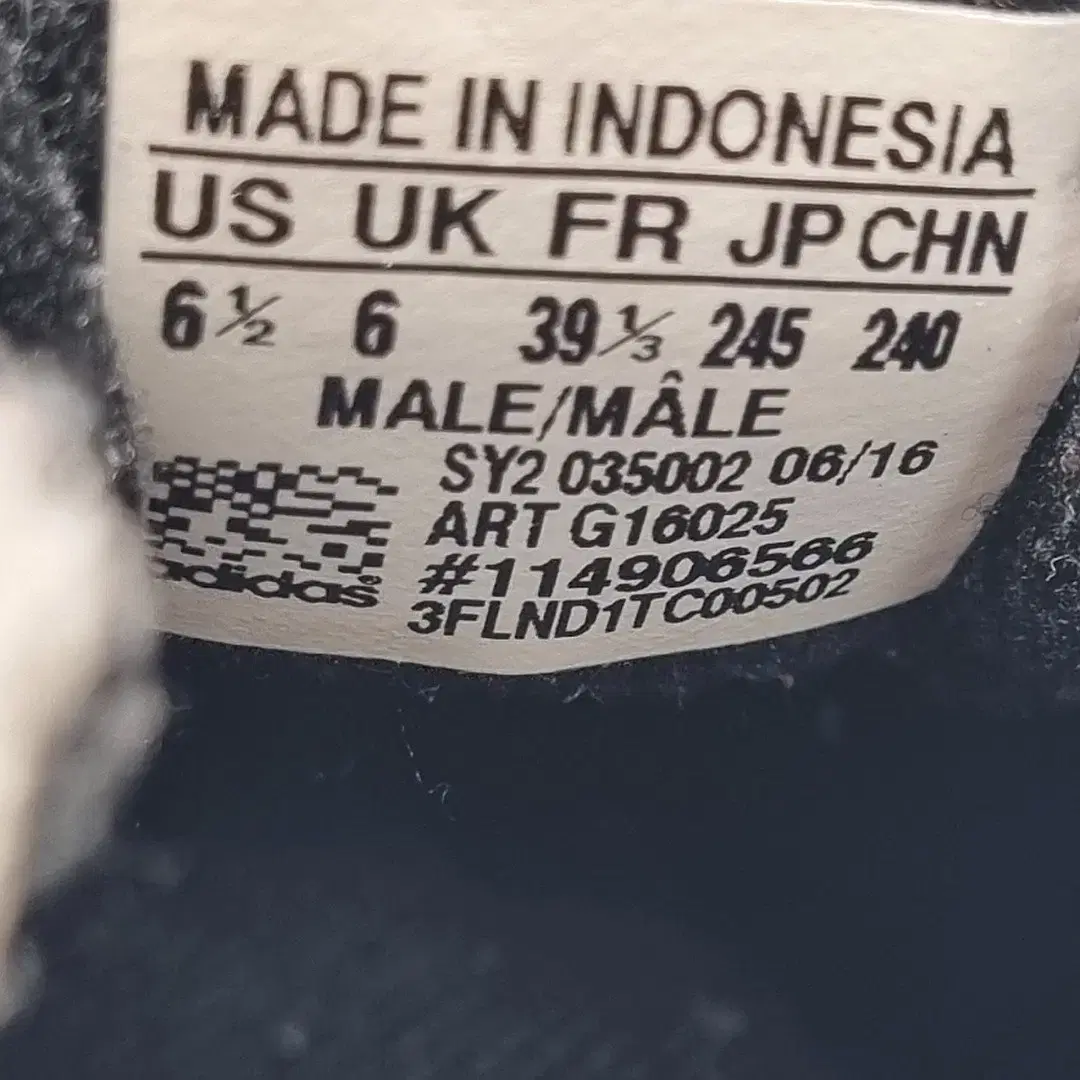 MADE IN INDONESIA
US UK FR JP CHN
6½ 6 39⅓ 245 240
MALE/MÂLE
SY2 035002 06/16
ART G16025
#114906566
3FLND1TC00502
adidas®